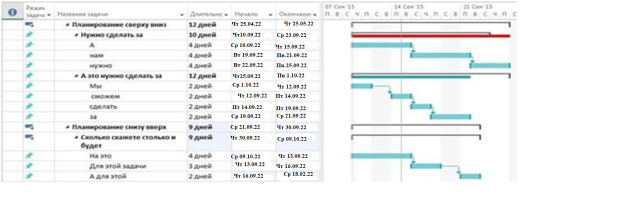 Режим задачи Название задачи Длительнс Начало Окончание 07 Сен '15 14 Сен '15 21 Сен '15
П В С Ч П С В П В С Ч П С В П В С Ч П С
Планирование сверху вниз 12 дней Чт 25.04.22 Чт 25.05.22
Нужно сделать за 10 дней Чт10.09.22 Ср 23.09.22
А 4 дней Ср 10.09.22 Чт 15.09.22
нам 4 дней Вт 19.09.22 Пн.21.09.22
нужно 4 дней Вт 22.09.22 Пн.25.09.22
А это нужно сделать за 12 дней Чт25.09.22 Пн 1.10.22
Мы 2 дней Ср 1.10.22 Чт 12.09.22
сможем 2 дней Чт 12.09.22 Пт 14.09.22
сделать 2 дней Пт 14.09.22 Пт 19.09.22
за 2 дней Ср 19.09.22 Ср 21.09.22
Планирование снизу вверх 9 дней Ср 21.09.22 Чт 30.09.22
Сколько скажете столько и будет 9 дней Чт 30.09.22 Ср 09.10.22
На это 4 дней Ср 09.10.22 Чт 13.09.22
Для этой задачи 3 дней Чт 13.09.22 Чт 16.09.22
А для этой 2 дней Чт 16.09.22 Ср 18.02.22